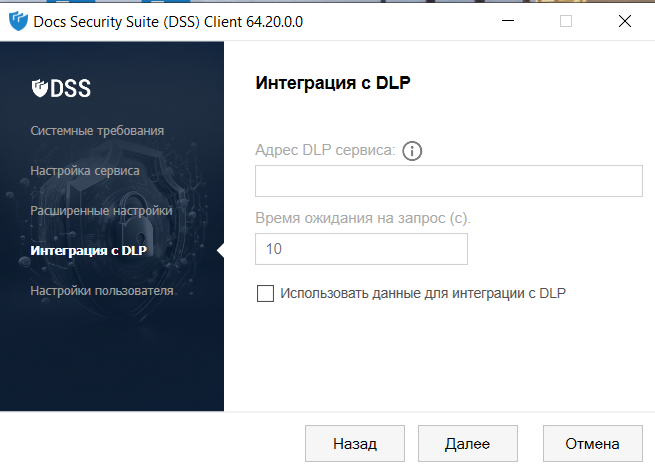 Docs Security Suite (DSS) Client 64.20.0.0
DSS
Системные требования
Настройка сервиса
Расширенные настройки
Интеграция с DLP
Настройки пользователя
Интеграция с DLP
Адрес DLP сервиса:
Время ожидания на запрос (с).
10
Использовать данные для интеграции с DLP
Назад
Далее
Отмена